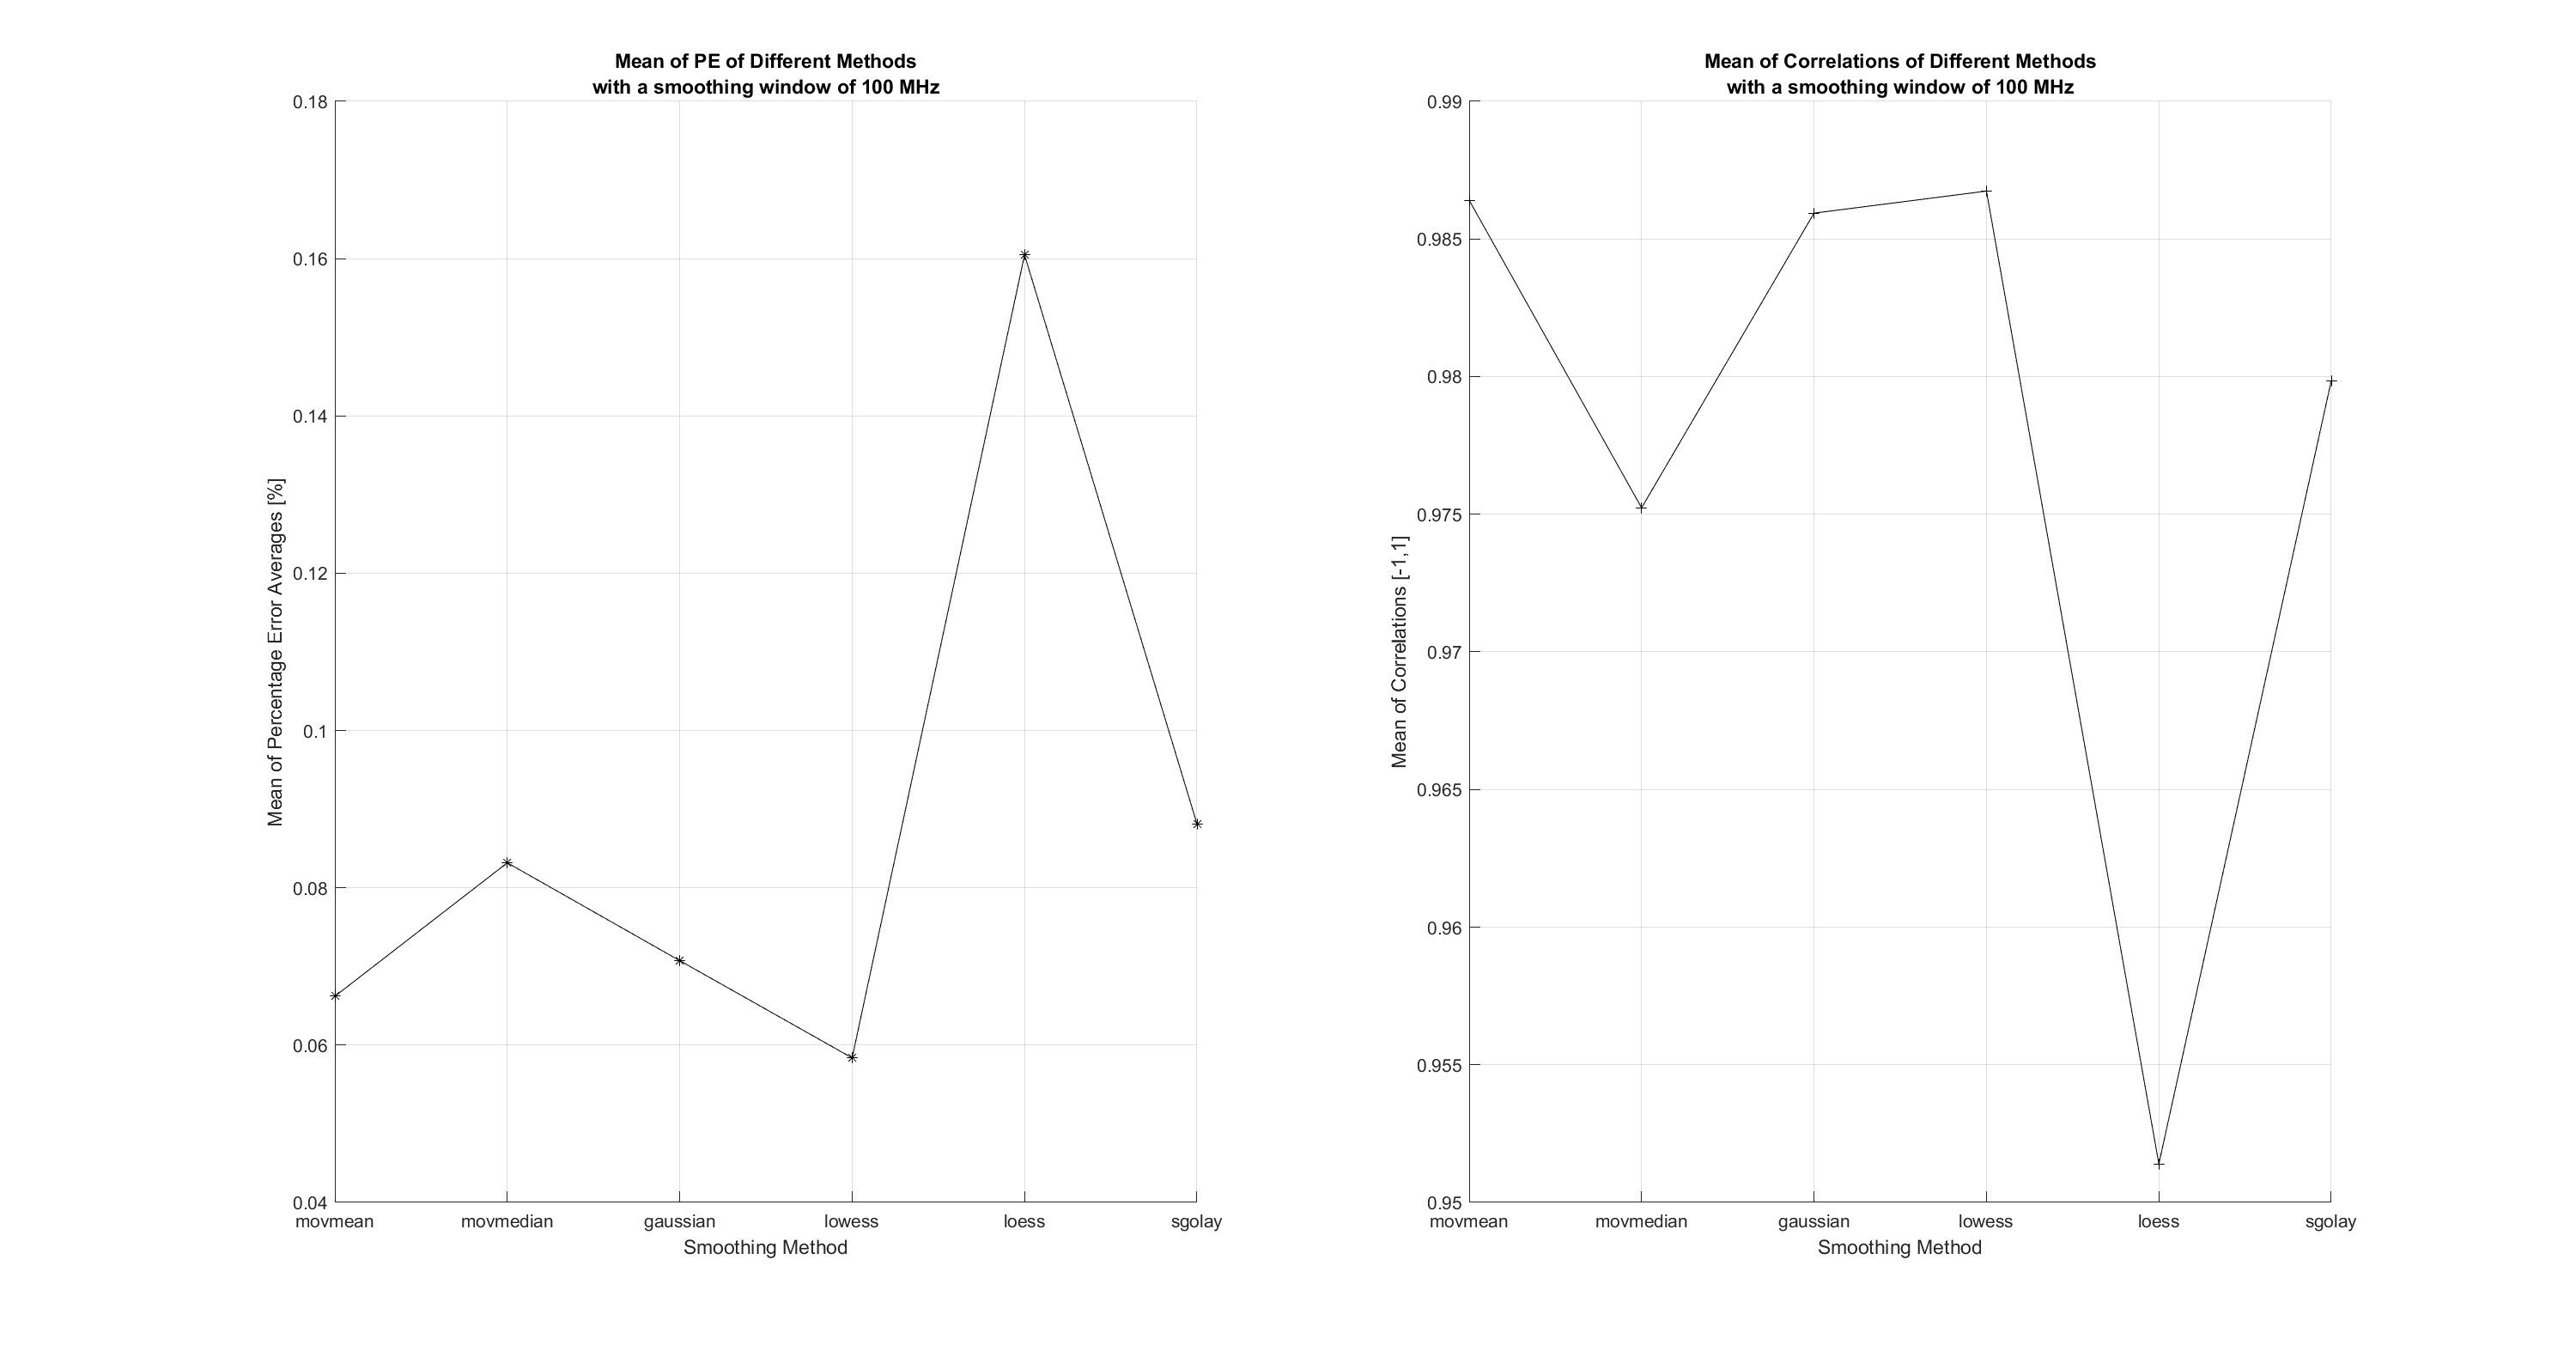 Mean of PE of Different Methods
with a smoothing window of 100 MHz
0.18
0.16
0.14
0.12
0.1
0.08
0.06
0.04
Mean of Percentage Error Averages [%]
movmean movmedian gaussian lowess loess sgolay
Smoothing Method
Mean of Correlations of Different Methods
with a smoothing window of 100 MHz
0.99
0.985
0.98
0.975
0.97
0.965
0.96
0.955
0.95
Mean of Correlations [-1,1]
movmean movmedian gaussian lowess loess sgolay
Smoothing Method